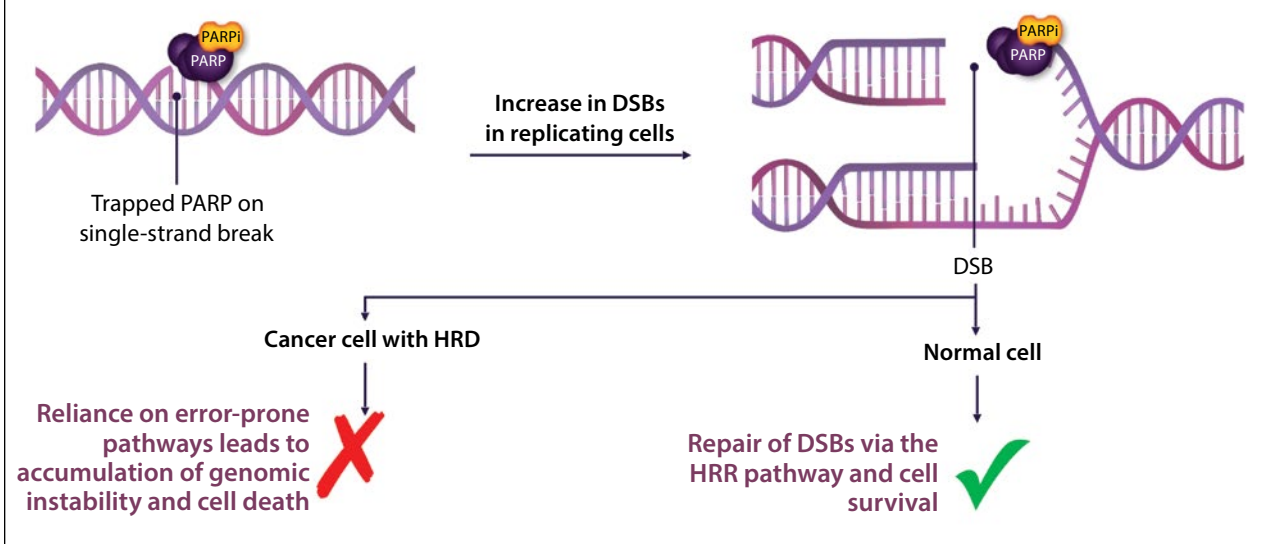 PARPi
PARP
Trapped PARP on
single-strand break
Increase in DSBs
in replicating cells
PARPi
PARP
DSB
Cancer cell with HRD
Reliance on error-prone
pathways leads to
accumulation of genomic
instability and cell death
Normal cell
Repair of DSBs via the
HRR pathway and cell
survival